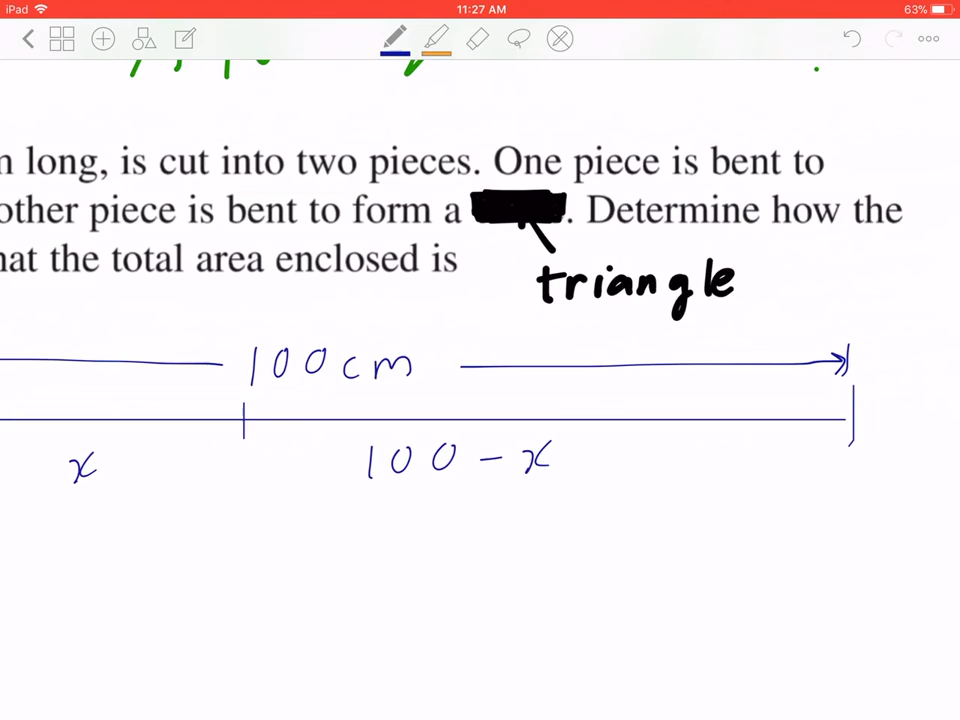 iPad 11:27 AM 63%
long, is cut into two pieces. One piece is bent to
other piece is bent to form a . Determine how the
hat the total area enclosed is
triangle
100cm
x 100-x